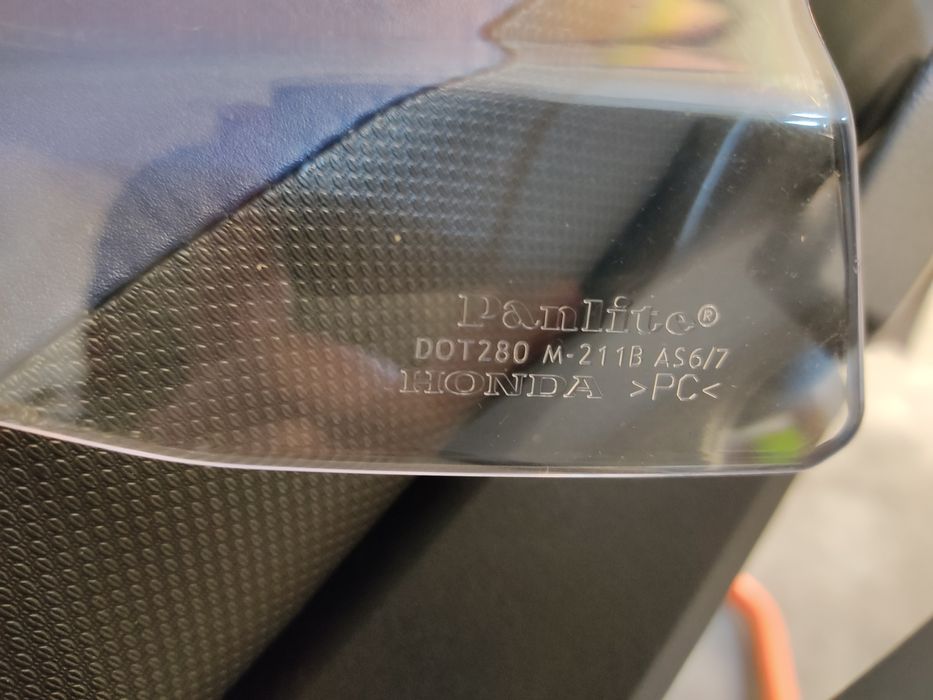 Panlite®
DOT280 M-211B AS6/7
HONDA >PC<